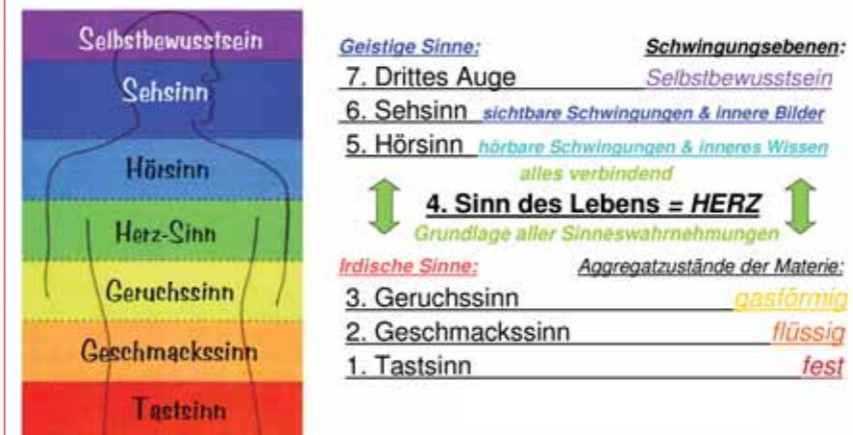 Selbstbewusstsein
Sehsinn
Hörsinn
Herz-Sinn
Geruchssinn
Geschmackssinn
Tastsinn
Geistige Sinne: Schwingungsebenen:
7. Drittes Auge Selbstbewusstsein
6. Sehsinn sichtbare Schwingungen & innere Bilder
5. Hörsinn hörbare Schwingungen & inneres Wissen
alles verbindend
4. Sinn des Lebens = HERZ
Grundlage aller Sinneswahrnehmungen
Irdische Sinne: Aggregatzustände der Materie:
3. Geruchssinn gasförmig
2. Geschmackssinn flüssig
1. Tastsinn fest